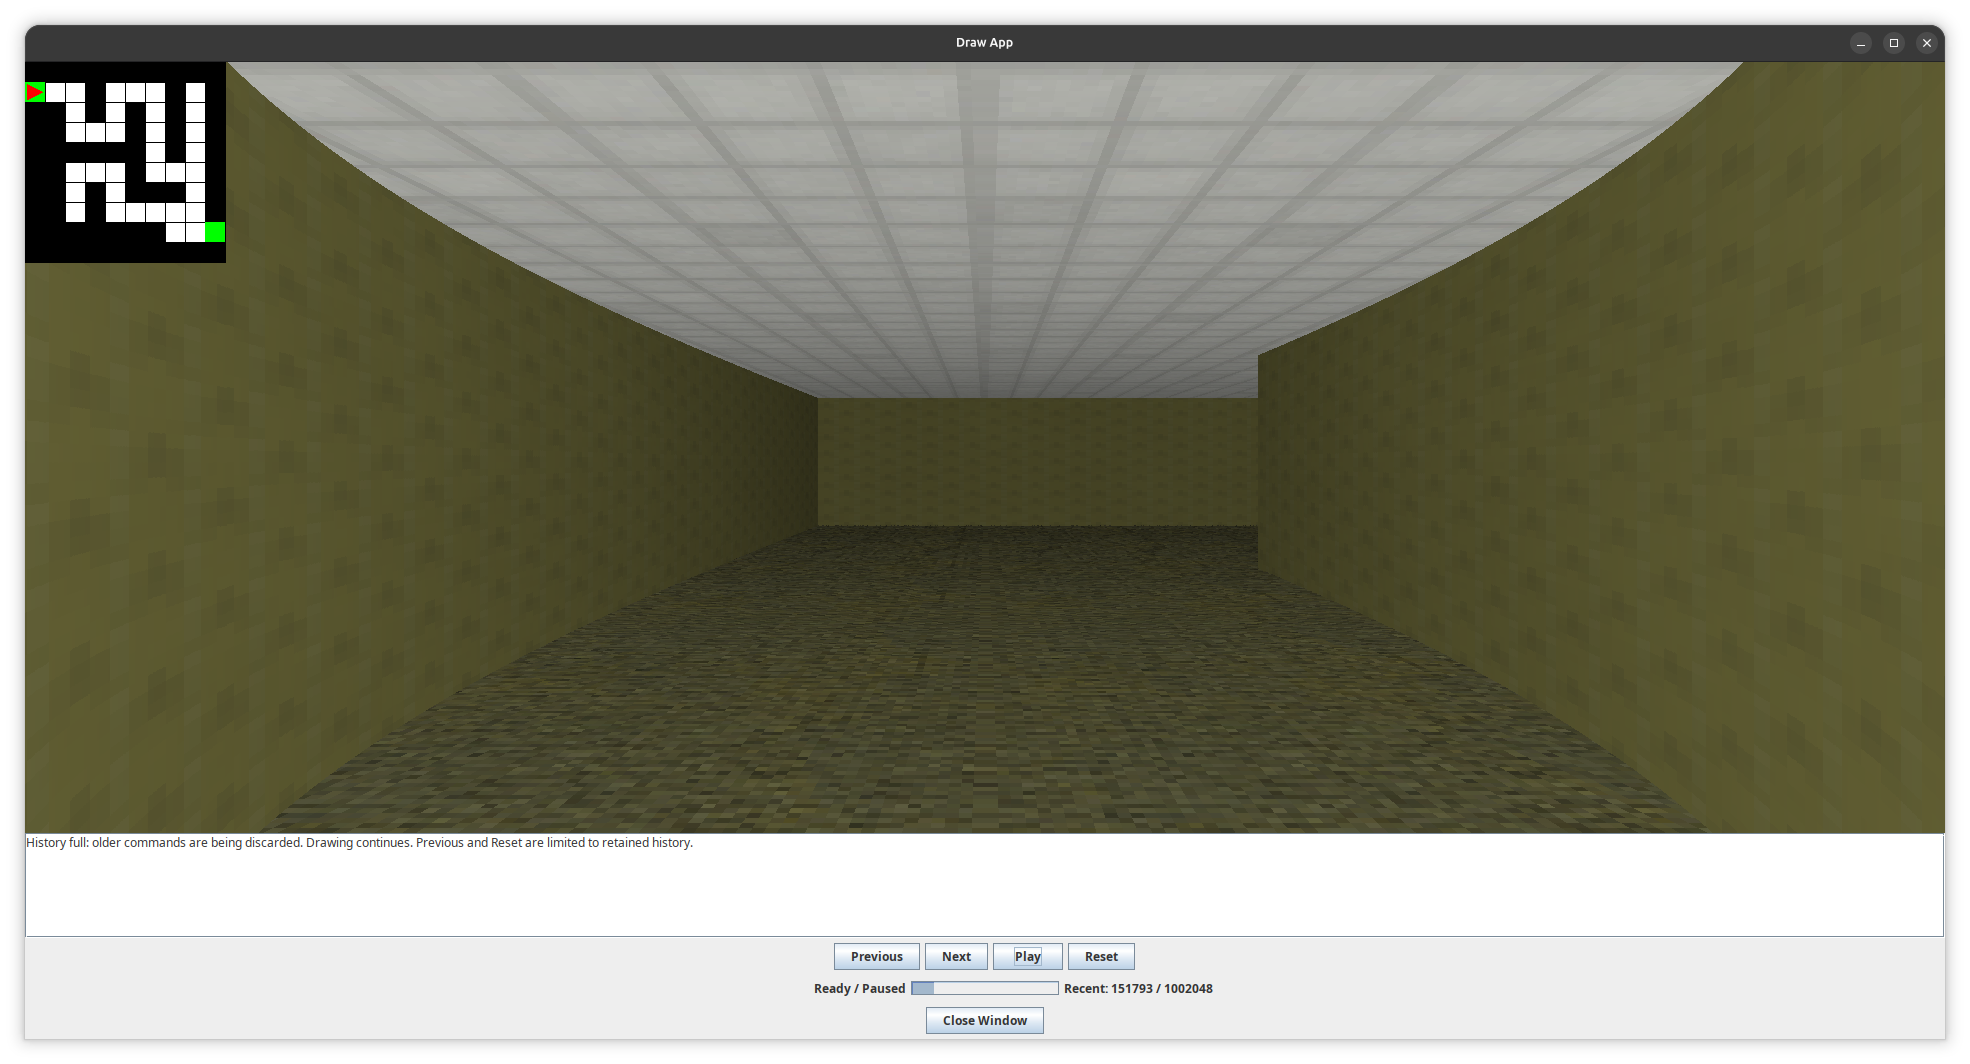 Draw App
History full: older commands are being discarded. Drawing continues. Previous and Reset are limited to retained history.
Previous Next Play Reset
Ready / Paused Recent: 151793 / 1002048
Close Window